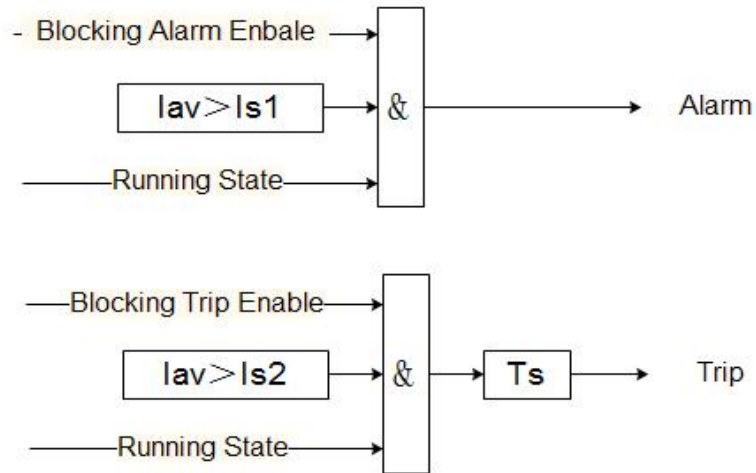 Blocking Alarm Enbale
Iav>Is1
&
Alarm
Running State
Blocking Trip Enable
Iav>Is2
&
Ts
Trip
Running State